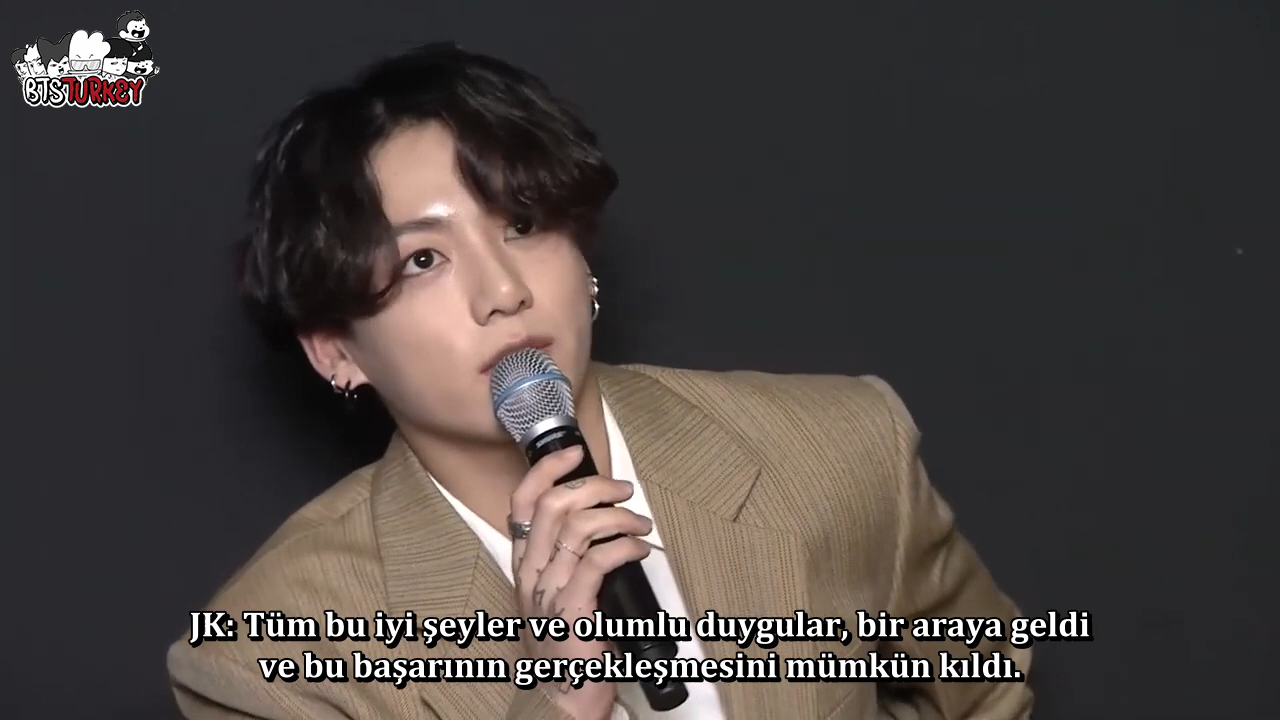 BTSTURKEY
JK: Tüm bu iyi şeyler ve olumlu duygular, bir araya geldi
ve bu başarının gerçekleşmesini mümkün kıldı.